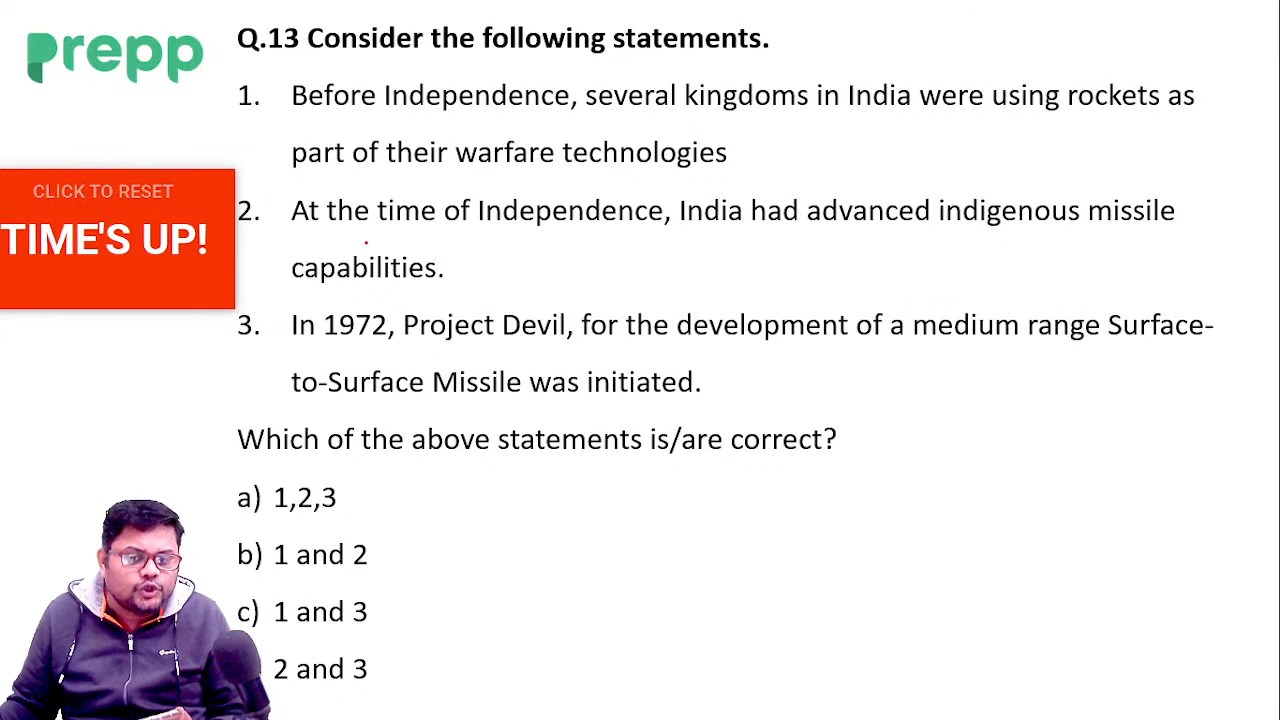 prepp
Q.13 Consider the following statements.
1. Before Independence, several kingdoms in India were using rockets as
part of their warfare technologies
CLICK TO RESET
TIME'S UP!
2. At the time of Independence, India had advanced indigenous missile
capabilities.
3. In 1972, Project Devil, for the development of a medium range Surface-
to-Surface Missile was initiated.
Which of the above statements is/are correct?
a) 1,2,3
b) 1 and 2
c) 1 and 3
2 and 3